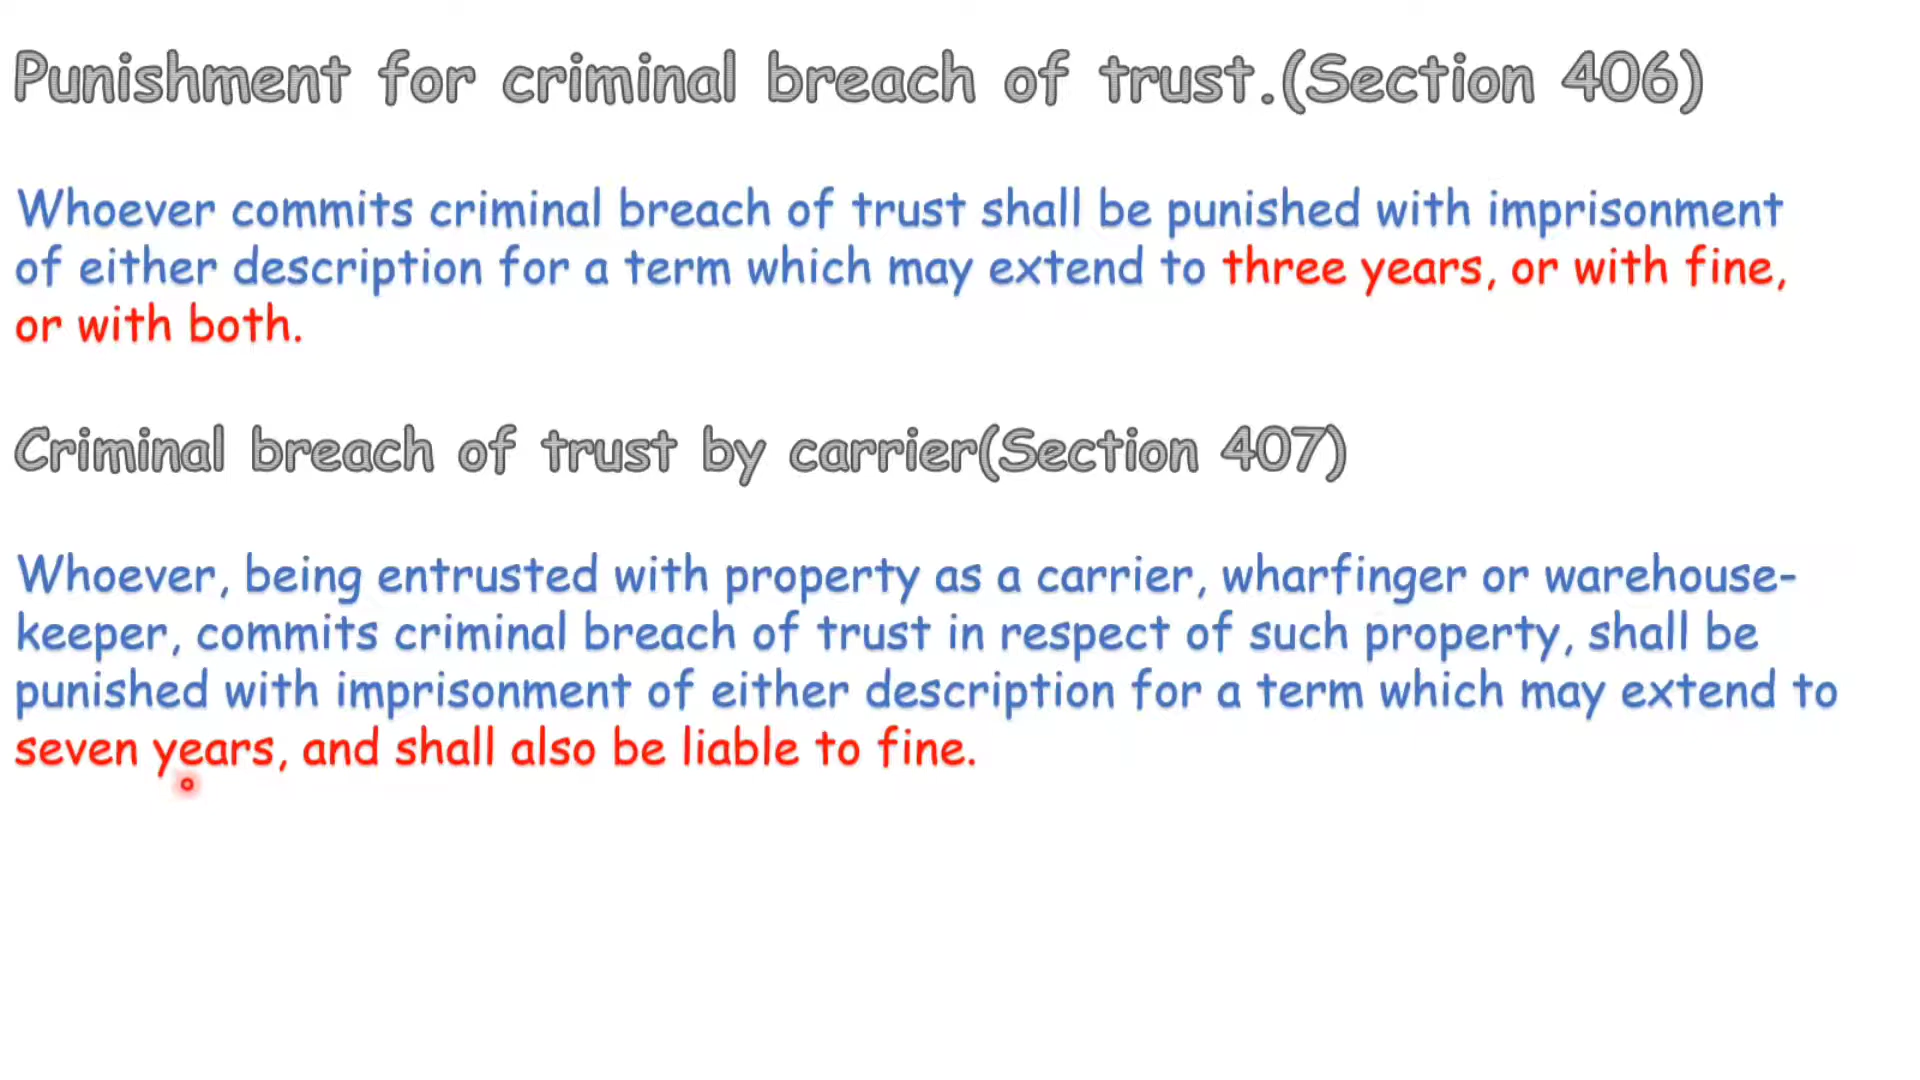 Punishment for criminal breach of trust.(Section 406)
Whoever commits criminal breach of trust shall be punished with imprisonment
of either description for a term which may extend to three years, or with fine,
or with both.
Criminal breach of trust by carrier(Section 407)
Whoever, being entrusted with property as a carrier, wharfinger or warehouse-
keeper, commits criminal breach of trust in respect of such property, shall be
punished with imprisonment of either description for a term which may extend to
seven years, and shall also be liable to fine.